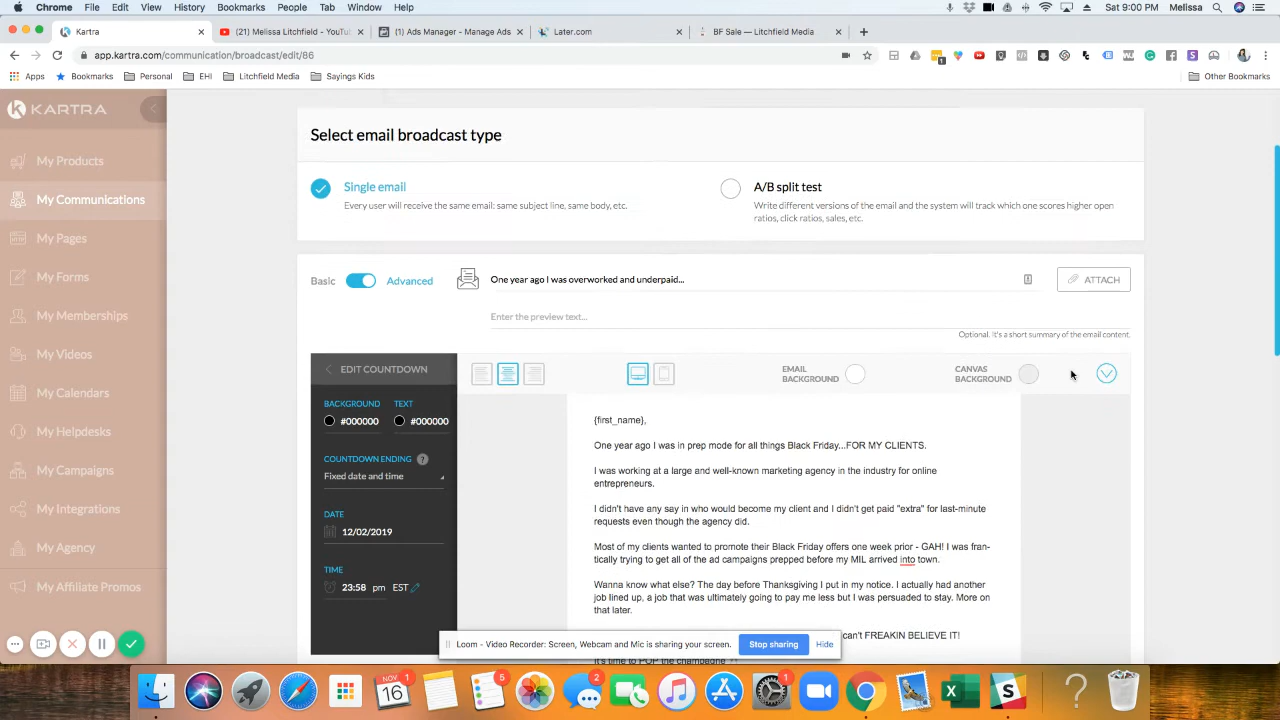 Chrome File Edit View History Bookmarks People Tab Window Help Sat 9:00 PM Melissa
Kartra
(21) Melissa Litchfield - YouTu
(1) Ads Manager - Manage Ads
Later.com
BF Sale — Litchfield Media
app.kartra.com/communication/broadcast/edit/86
Apps Bookmarks Personal EHI Litchfield Media Sayings Kids Other Bookmarks
KARTRA
My Products
My Communications
My Pages
My Forms
My Memberships
My Videos
My Calendars
My Helpdesks
My Campaigns
My Integrations
My Agency
My Affiliate Promos
Select email broadcast type
Single email
Every user will receive the same email: same subject line, same body, etc.
A/B split test
Write different versions of the email and the system will track which one scores higher open
ratios, click ratios, sales, etc.
Basic Advanced
One year ago I was overworked and underpaid...
ATTACH
Enter the preview text...
Optional. It's a short summary of the email content.
EDIT COUNTDOWN
BACKGROUND TEXT
#000000 #000000
COUNTDOWN ENDING ?
Fixed date and time
DATE
12/02/2019
TIME
23:58 pm EST
EMAIL
BACKGROUND
CANVAS
BACKGROUND
{first_name},
One year ago I was in prep mode for all things Black Friday...FOR MY CLIENTS.
I was working at a large and well-known marketing agency in the industry for online
entrepreneurs.
I didn't have any say in who would become my client and I didn't get paid "extra" for last-minute
requests even though the agency did.
Most of my clients wanted to promote their Black Friday offers one week prior - GAH! I was fran-
tically trying to get all of the ad campaigns prepped before my MIL arrived into town.
Wanna know what else? The day before Thanksgiving I put in my notice. I actually had another
job lined up, a job that was ultimately going to pay me less but I was persuaded to stay. More on
that later.
can't FREAKIN BELIEVE IT!
It's time to POP the champagne
Loom - Video Recorder: Screen, Webcam and Mic is sharing your screen. Stop sharing Hide
NOV
16
1
5
2
1